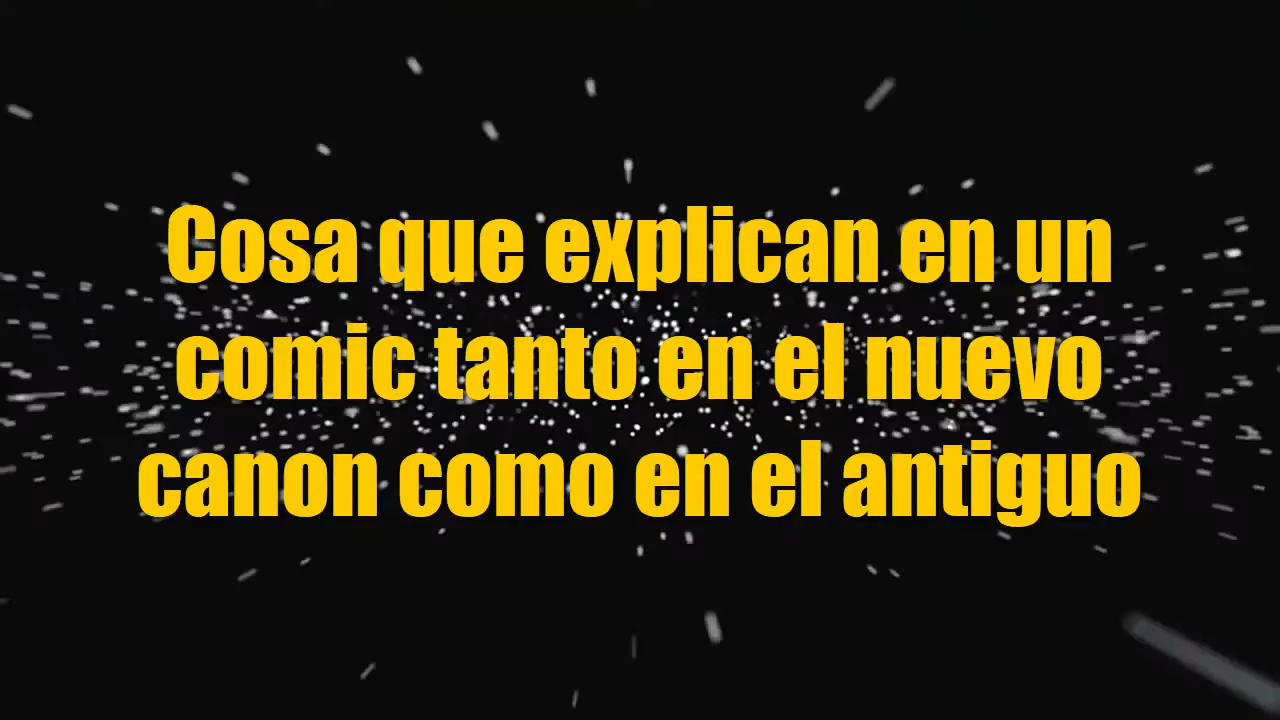 Cosa que explican en un
comic tanto en el nuevo
canon como en el antiguo